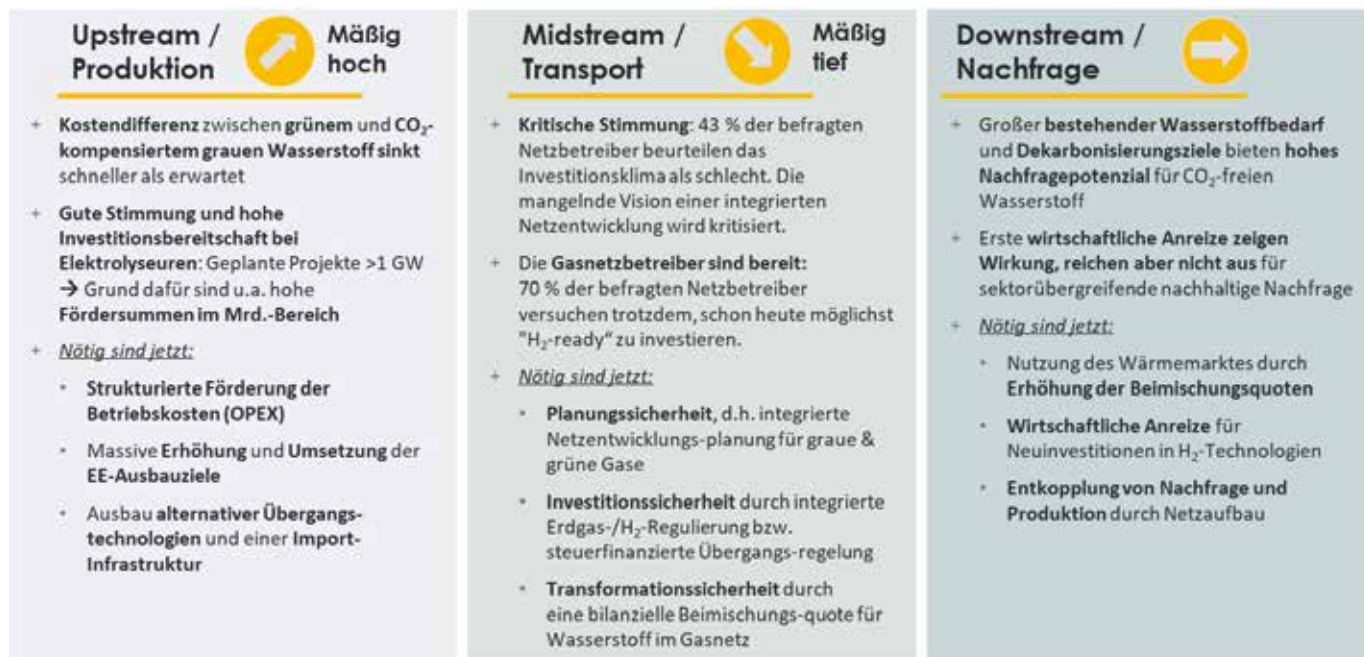 Upstream /
Produktion
Mäßig
hoch
+ Kostendifferenz zwischen grünem und CO₂-
kompensiertem grauen Wasserstoff sinkt
schneller als erwartet
+ Gute Stimmung und hohe
Investitionsbereitschaft bei
Elektrolyseuren: Geplante Projekte >1 GW
→ Grund dafür sind u.a. hohe
Fördersummen im Mrd.-Bereich
+ Nötig sind jetzt:
• Strukturierte Förderung der
Betriebskosten (OPEX)
• Massive Erhöhung und Umsetzung der
EE-Ausbauziele
• Ausbau alternativer Übergangs-
technologien und einer Import-
Infrastruktur
Midstream /
Transport
Mäßig
tief
+ Kritische Stimmung: 43 % der befragten
Netzbetreiber beurteilen das
Investitionsklima als schlecht. Die
mangelnde Vision einer integrierten
Netzentwicklung wird kritisiert.
+ Die Gasnetzbetreiber sind bereit:
70 % der befragten Netzbetreiber
versuchen trotzdem, schon heute möglichst
"H₂-ready“ zu investieren.
+ Nötig sind jetzt:
• Planungssicherheit, d.h. integrierte
Netzentwicklungs-planung für graue &
grüne Gase
• Investitionssicherheit durch integrierte
Erdgas-/H₂-Regulierung bzw.
steuerfinanzierte Übergangs-regelung
• Transformationssicherheit durch
eine bilanzielle Beimischungs-quote für
Wasserstoff im Gasnetz
Downstream /
Nachfrage
+ Großer bestehender Wasserstoffbedarf
und Dekarbonisierungsziele bieten hohes
Nachfragepotenzial für CO₂-freien
Wasserstoff
+ Erste wirtschaftliche Anreize zeigen
Wirkung, reichen aber nicht aus für
sektorübergreifende nachhaltige Nachfrage
+ Nötig sind jetzt:
• Nutzung des Wärmemarktes durch
Erhöhung der Beimischungsquoten
• Wirtschaftliche Anreize für
Neuinvestitionen in H₂-Technologien
• Entkopplung von Nachfrage und
Produktion durch Netzaufbau